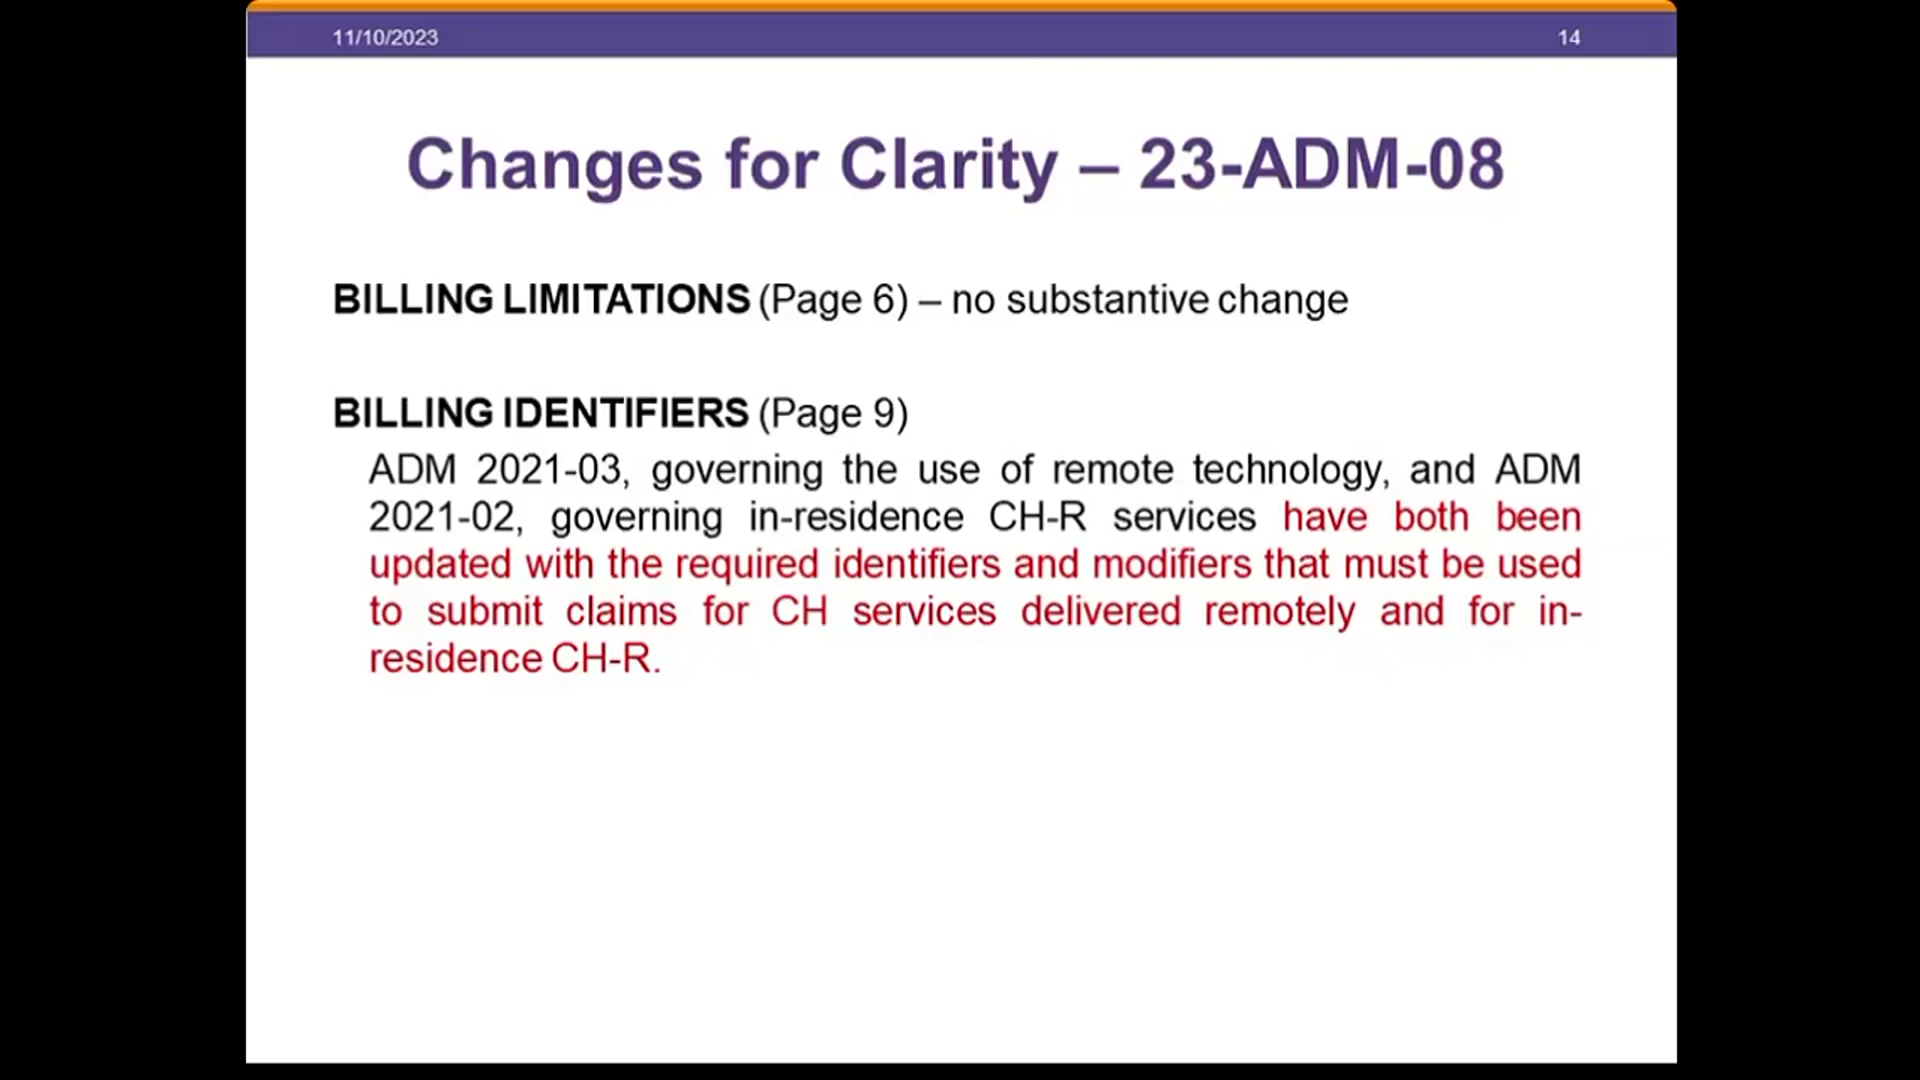 11/10/2023
14
Changes for Clarity – 23-ADM-08
BILLING LIMITATIONS (Page 6) – no substantive change
BILLING IDENTIFIERS (Page 9)
ADM 2021-03, governing the use of remote technology, and ADM
2021-02, governing in-residence CH-R services have both been
updated with the required identifiers and modifiers that must be used
to submit claims for CH services delivered remotely and for in-
residence CH-R.